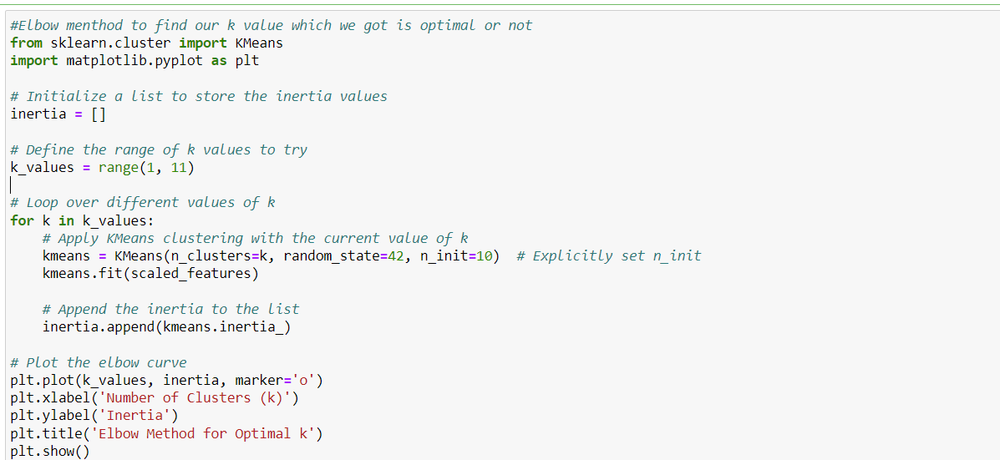 #Elbow menthod to find our k value which we got is optimal or not
from sklearn.cluster import KMeans
import matplotlib.pyplot as plt
# Initialize a list to store the inertia values
inertia = []
# Define the range of k values to try
k_values = range(1, 11)
# Loop over different values of k
for k in k_values:
    # Apply KMeans clustering with the current value of k
    kmeans = KMeans(n_clusters=k, random_state=42, n_init=10)  # Explicitly set n_init
    kmeans.fit(scaled_features)
    # Append the inertia to the list
    inertia.append(kmeans.inertia_)
# Plot the elbow curve
plt.plot(k_values, inertia, marker='o')
plt.xlabel('Number of Clusters (k)')
plt.ylabel('Inertia')
plt.title('Elbow Method for Optimal k')
plt.show()